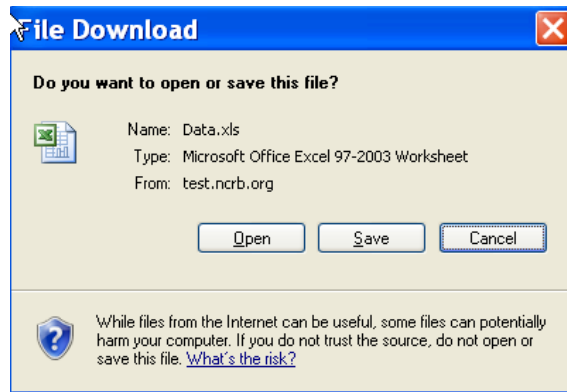 File Download
Do you want to open or save this file?
Name: Data.xls
Type: Microsoft Office Excel 97-2003 Worksheet
From: test.ncrb.org
Open Save Cancel
While files from the Internet can be useful, some files can potentially
harm your computer. If you do not trust the source, do not open or
save this file. What's the risk?